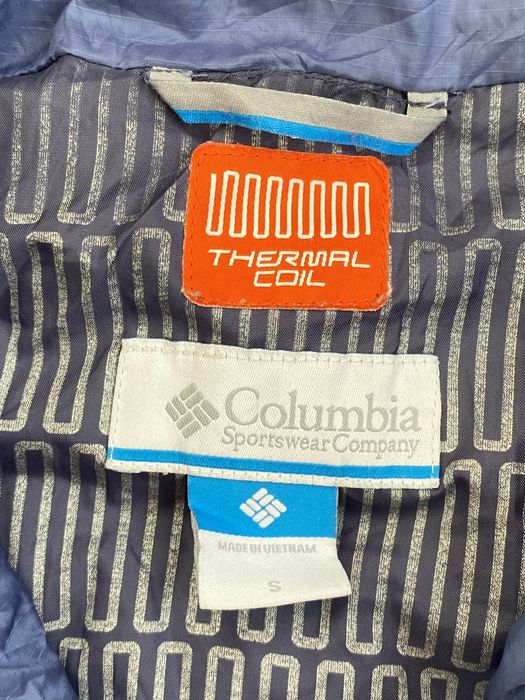 THERMAL
COIL
Columbia
Sportswear Company
MADE IN VIETNAM
S